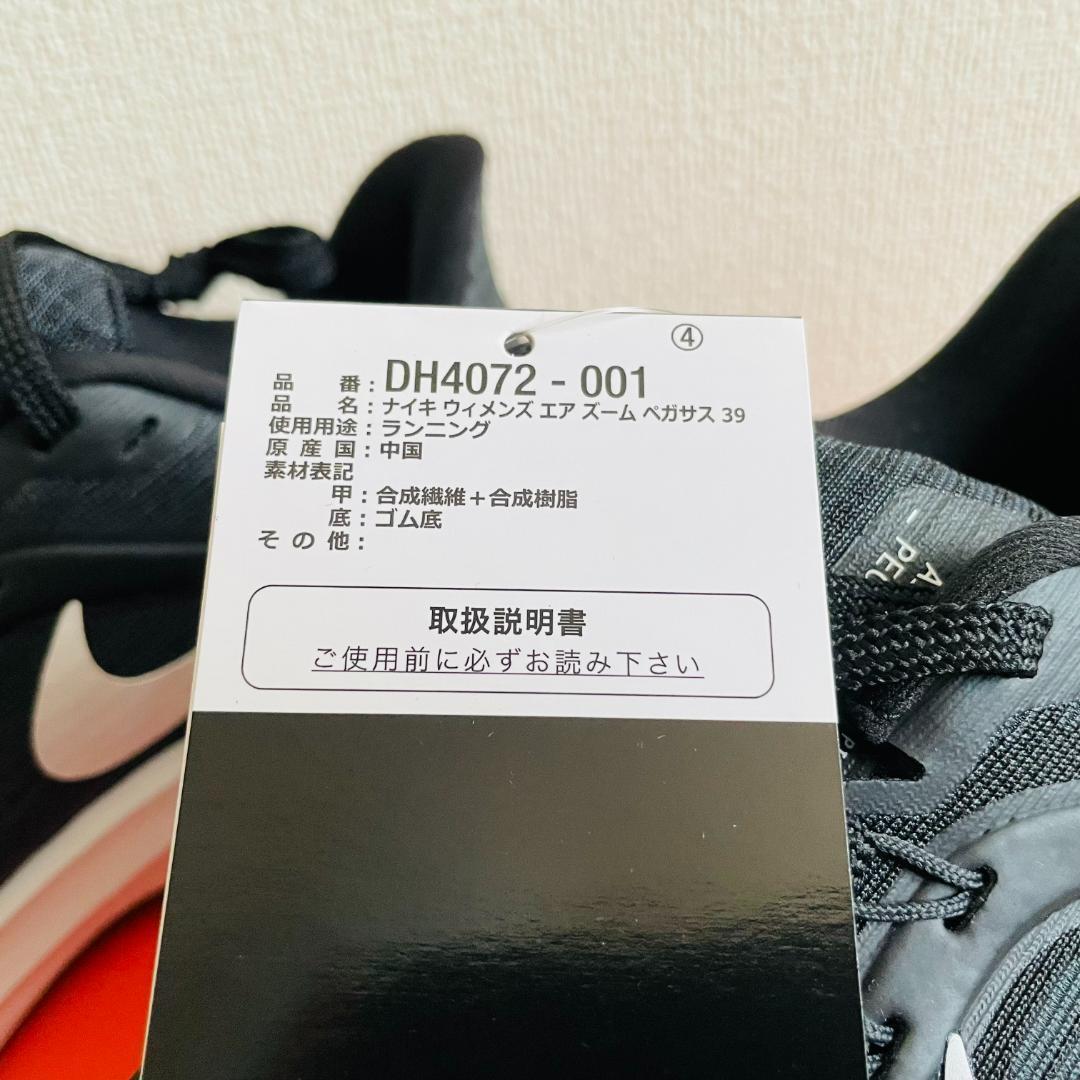 ④
品番：DH4072 - 001
品名：ナイキ ウィメンズ エア ズーム ペガサス 39
使用用途：ランニング
原産国：中国
素材表記
甲：合成繊維＋合成樹脂
底：ゴム底
その他：
取扱説明書
ご使用前に必ずお読み下さい